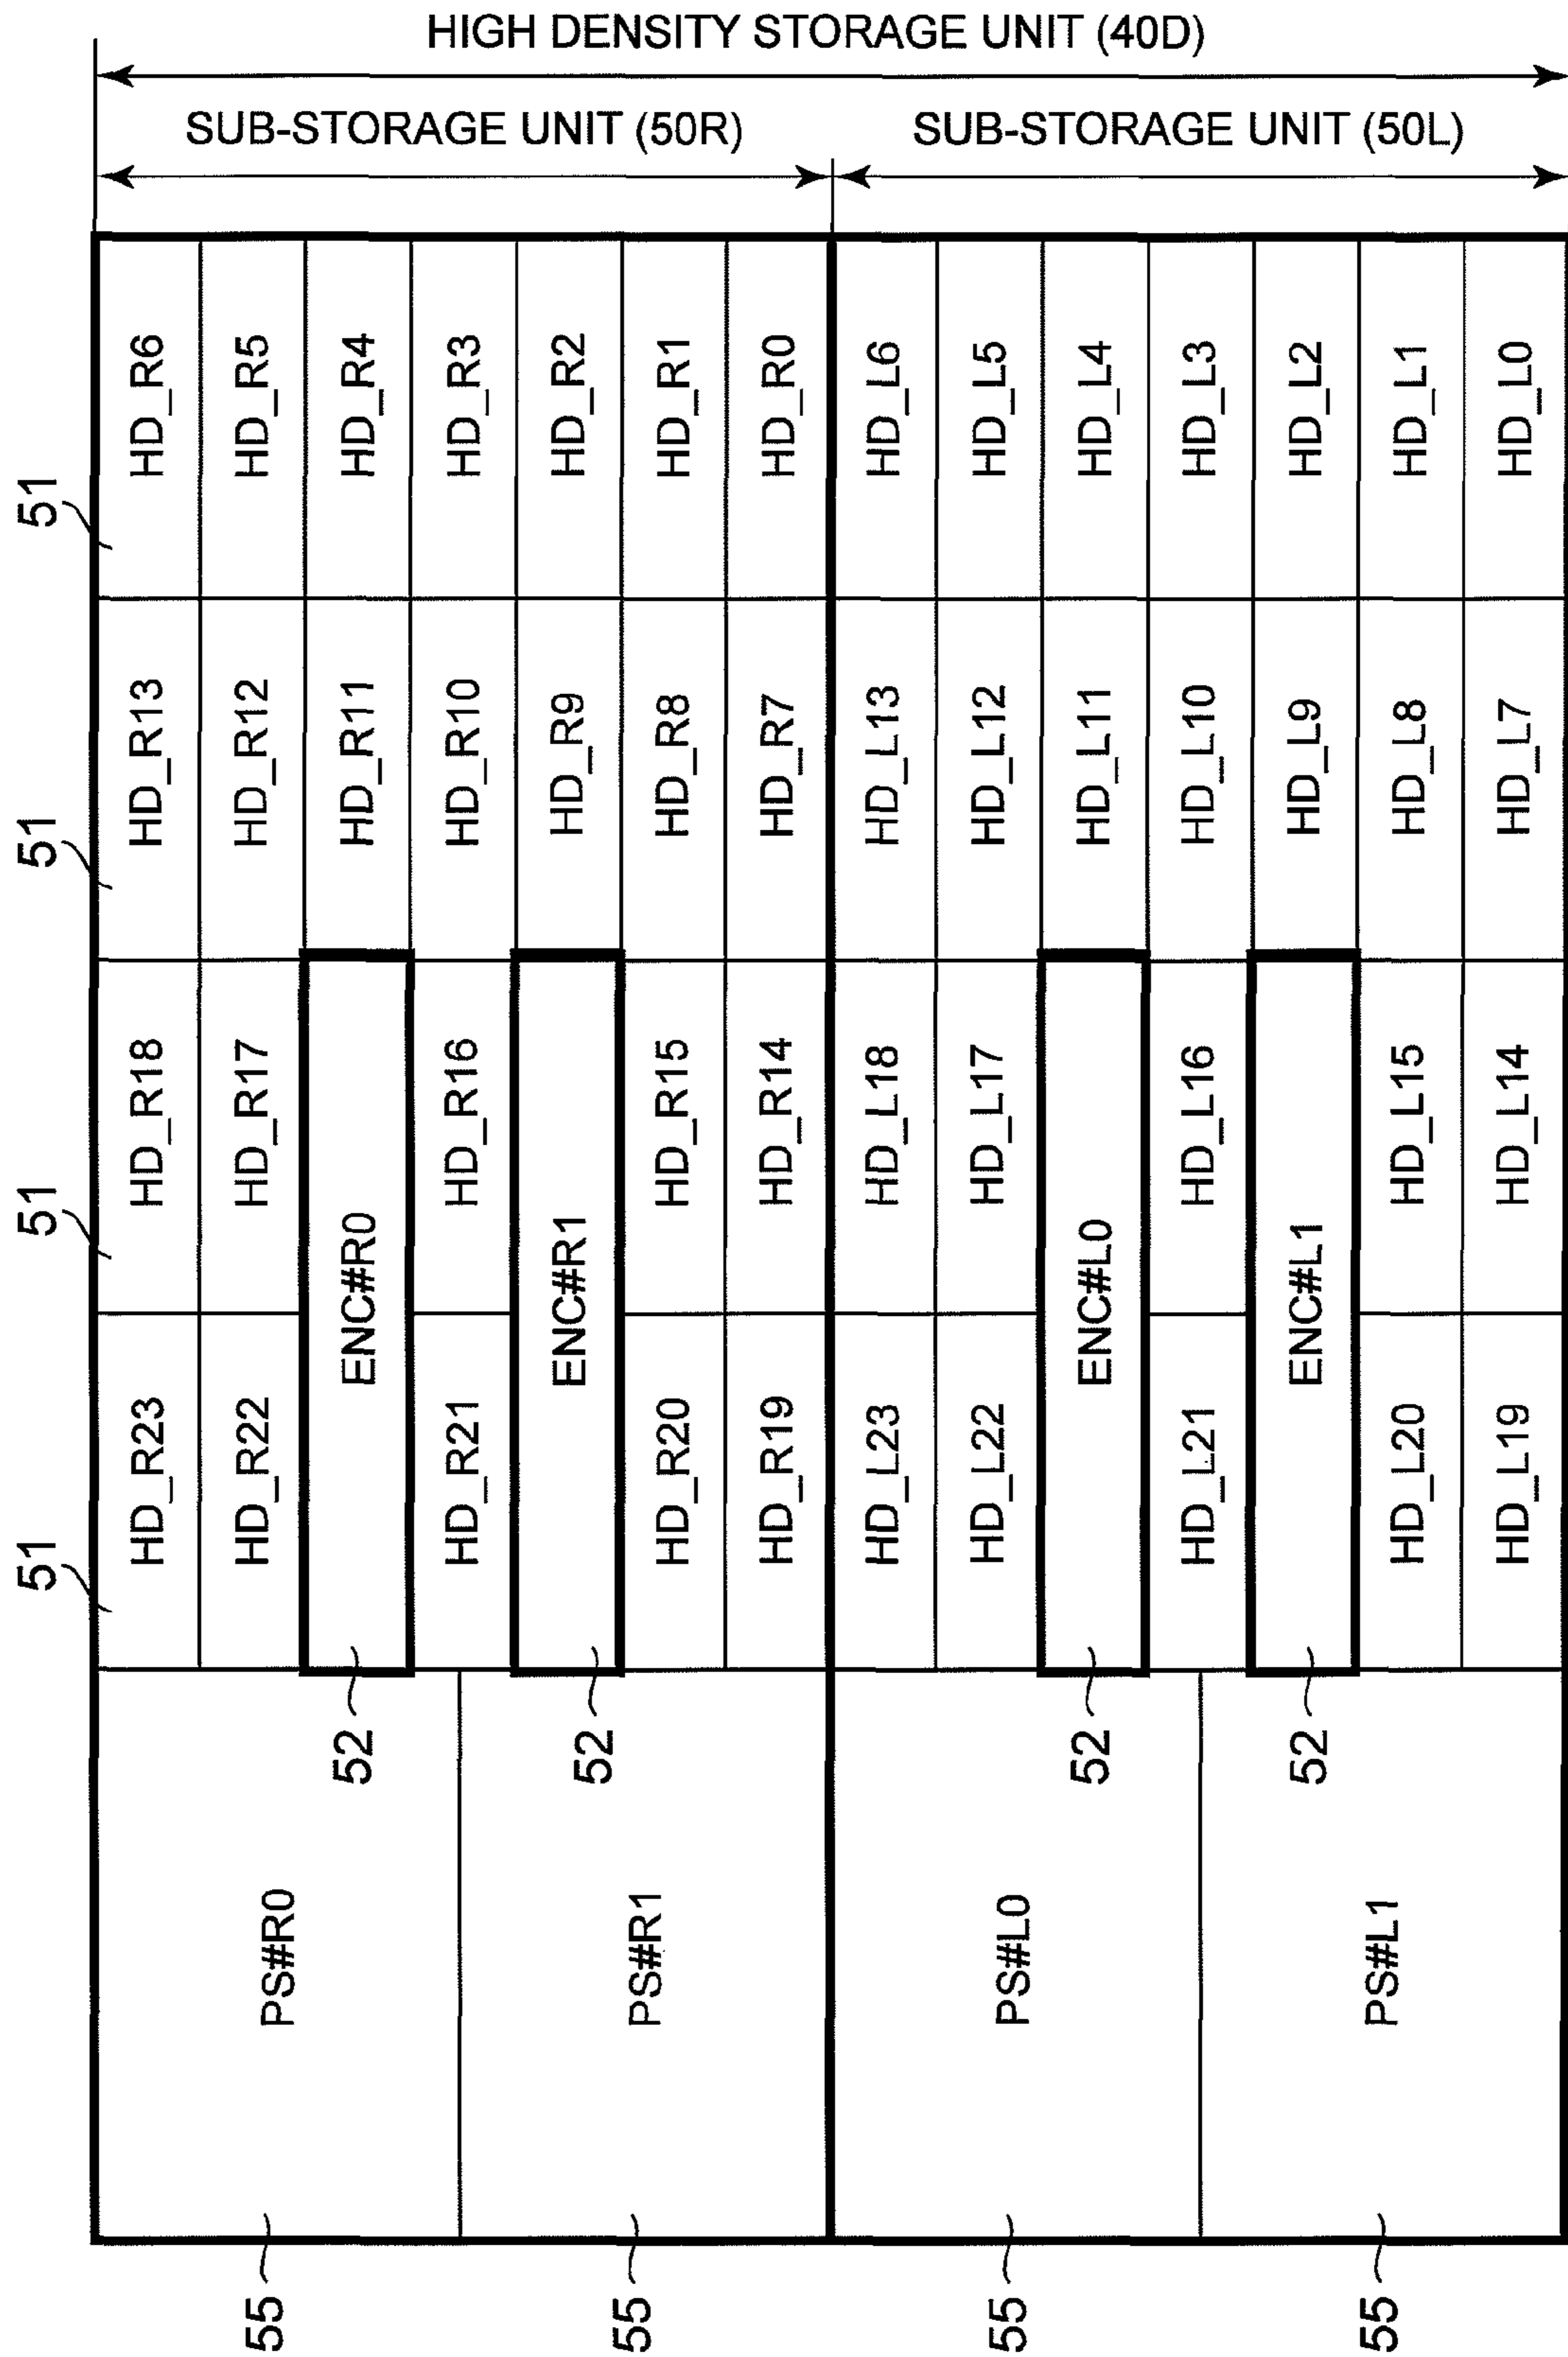 HIGH DENSITY STORAGE UNIT (40D)
SUB-STORAGE UNIT (50R)
SUB-STORAGE UNIT (50L)
51
HD_R6
HD_R5
HD_R4
HD_R3
HD_R2
HD_R1
HD_R0
HD_L6
HD_L5
HD_L4
HD_L3
HD_L2
HD_L1
HD_L0
51
HD_R13
HD_R12
HD_R11
HD_R10
HD_R9
HD_R8
HD_R7
HD_L13
HD_L12
HD_L11
HD_L10
HD_L9
HD_L8
HD_L7
51
HD_R18
HD_R17
HD_R16
HD_R15
HD_R14
HD_L18
HD_L17
HD_L16
HD_L15
HD_L14
ENC#R0
ENC#R1
ENC#L0
ENC#L1
51
HD_R23
HD_R22
HD_R21
HD_R20
HD_R19
HD_L23
HD_L22
HD_L21
HD_L20
HD_L19
52
52
52
52
PS#R0
PS#R1
PS#L0
PS#L1
55
55
55
55